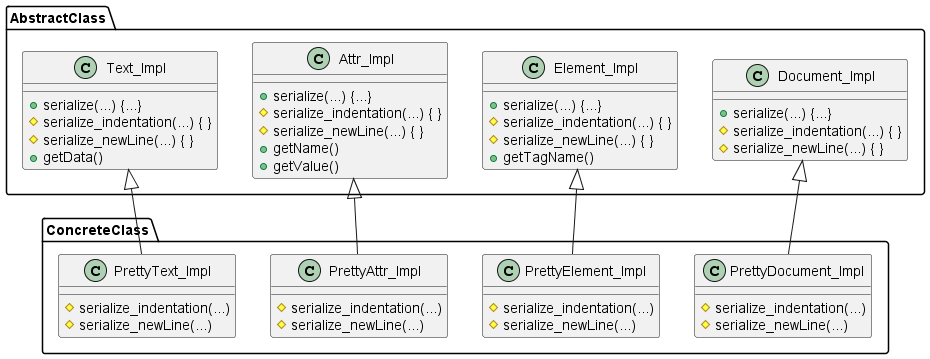 AbstractClass
C Text_Impl
serialize(...) {...}
serialize_indentation(...) { }
serialize_newLine(...) { }
getData()
C Attr_Impl
serialize(...) {...}
serialize_indentation(...) { }
serialize_newLine(...) { }
getName()
getValue()
C Element_Impl
serialize(...) {...}
serialize_indentation(...) { }
serialize_newLine(...) { }
getTagName()
C Document_Impl
serialize(...) {...}
serialize_indentation(...) { }
serialize_newLine(...) { }
ConcreteClass
C PrettyText_Impl
serialize_indentation(...)
serialize_newLine(...)
C PrettyAttr_Impl
serialize_indentation(...)
serialize_newLine(...)
C PrettyElement_Impl
serialize_indentation(...)
serialize_newLine(...)
C PrettyDocument_Impl
serialize_indentation(...)
serialize_newLine(...)